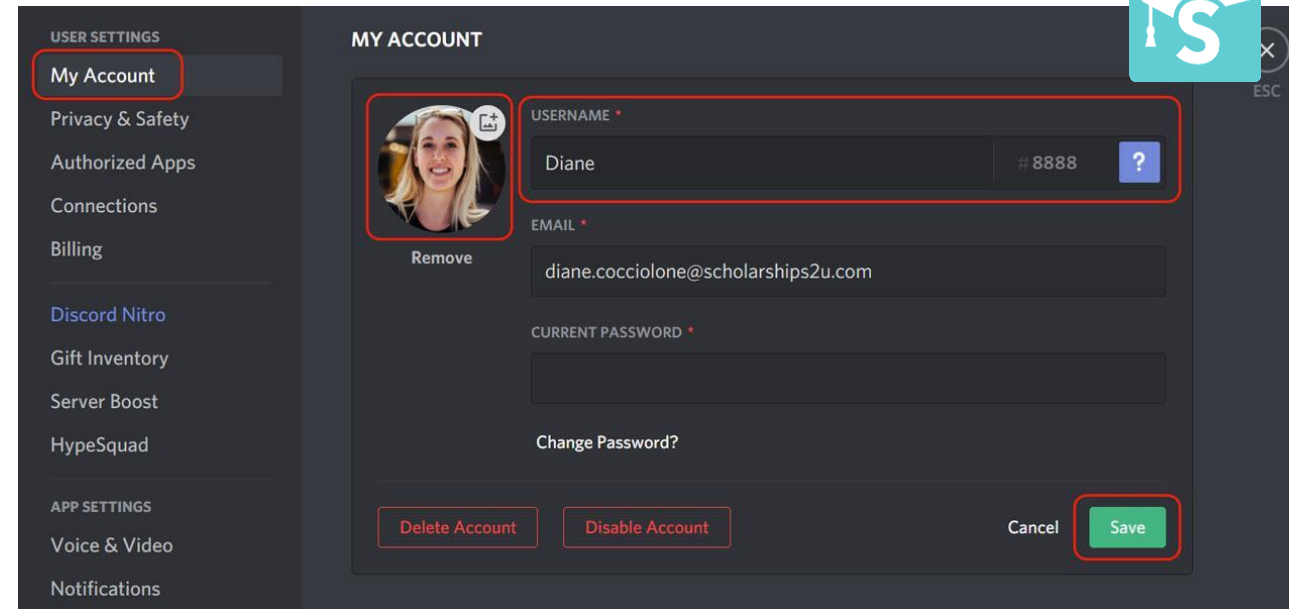 USER SETTINGS
My Account
Privacy & Safety
Authorized Apps
Connections
Billing
Discord Nitro
Gift Inventory
Server Boost
HypeSquad
APP SETTINGS
Voice & Video
Notifications
MY ACCOUNT
S
ESC
USERNAME *
Diane
#8888
?
Remove
EMAIL *
diane.cocciolone@scholarships2u.com
CURRENT PASSWORD *
Change Password?
Delete Account
Disable Account
Cancel
Save